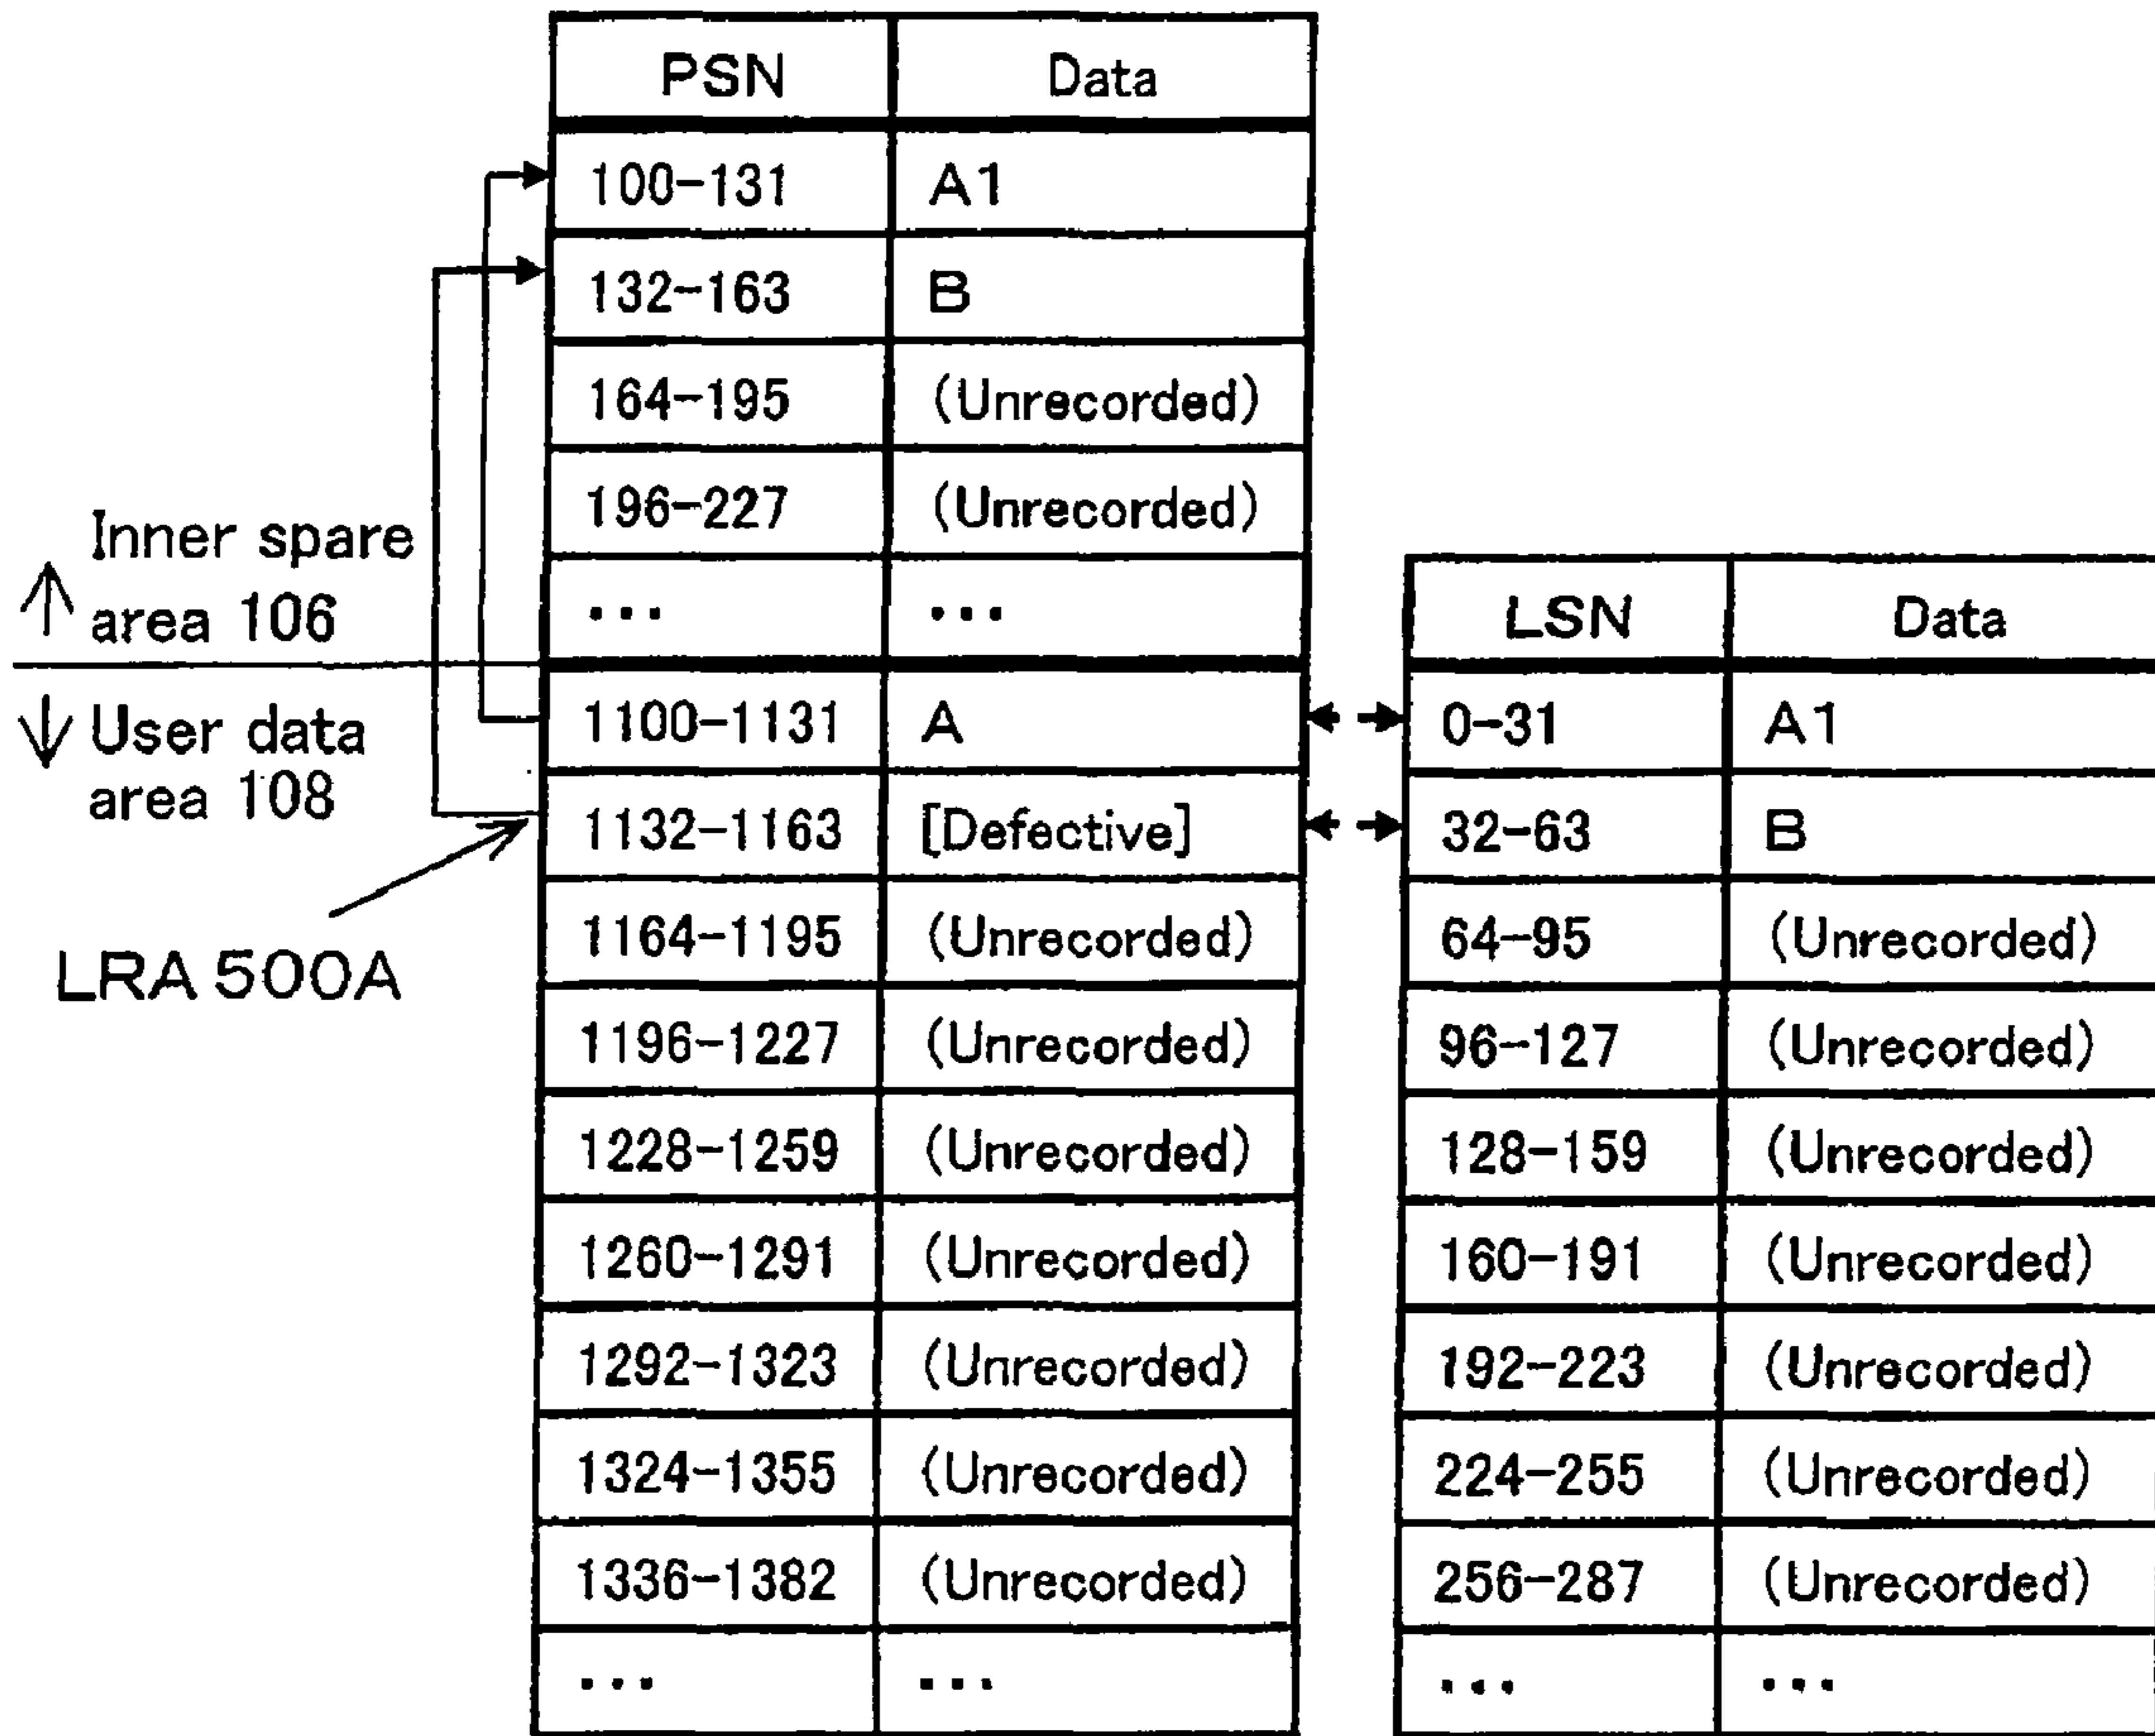 PSN Data
100-131 A1
132-163 B
164-195 (Unrecorded)
196-227 (Unrecorded)
... ...
1100-1131 A
1132-1163 [Defective]
1164-1195 (Unrecorded)
1196-1227 (Unrecorded)
1228-1259 (Unrecorded)
1260-1291 (Unrecorded)
1292-1323 (Unrecorded)
1324-1355 (Unrecorded)
1336-1382 (Unrecorded)
... ...
Inner spare
area 106
User data
area 108
LRA 500A
LSN Data
0-31 A1
32-63 B
64-95 (Unrecorded)
96-127 (Unrecorded)
128-159 (Unrecorded)
160-191 (Unrecorded)
192-223 (Unrecorded)
224-255 (Unrecorded)
256-287 (Unrecorded)
... ...